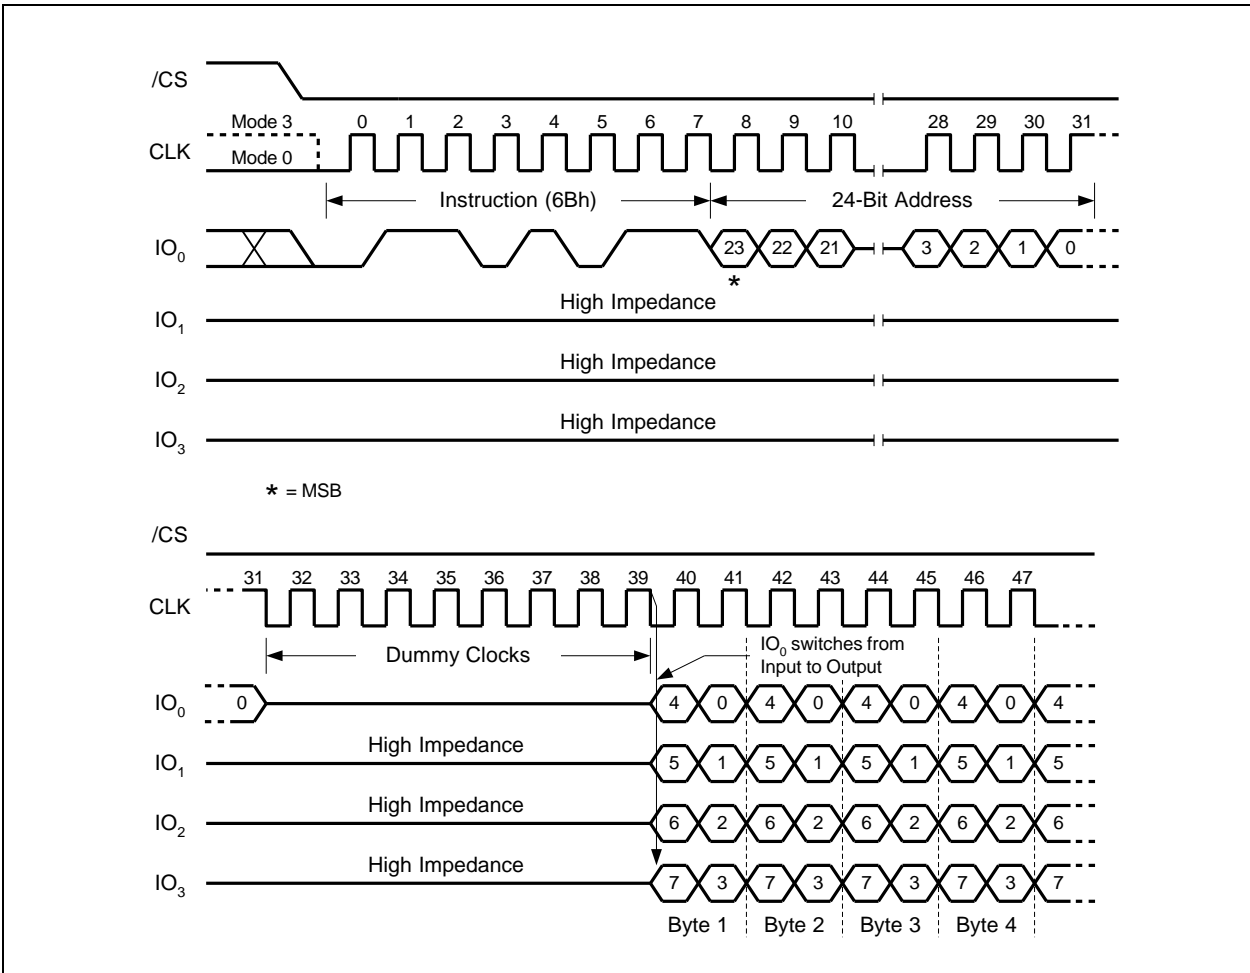 /CS
Mode 3 0 1 2 3 4 5 6 7 8 9 10 28 29 30 31
CLK
Mode 0
Instruction (6Bh) 24-Bit Address
IO0 23 22 21 3 2 1 0
*
High Impedance
IO1
High Impedance
IO2
High Impedance
IO3
* = MSB
/CS
31 32 33 34 35 36 37 38 39 40 41 42 43 44 45 46 47
CLK
Dummy Clocks
IO0 switches from
Input to Output
IO0 0 4 0 4 0 4 0 4 0 4
High Impedance
IO1 5 1 5 1 5 1 5 1 5
High Impedance
IO2 6 2 6 2 6 2 6 2 6
High Impedance
IO3 7 3 7 3 7 3 7 3 7
Byte 1 Byte 2 Byte 3 Byte 4